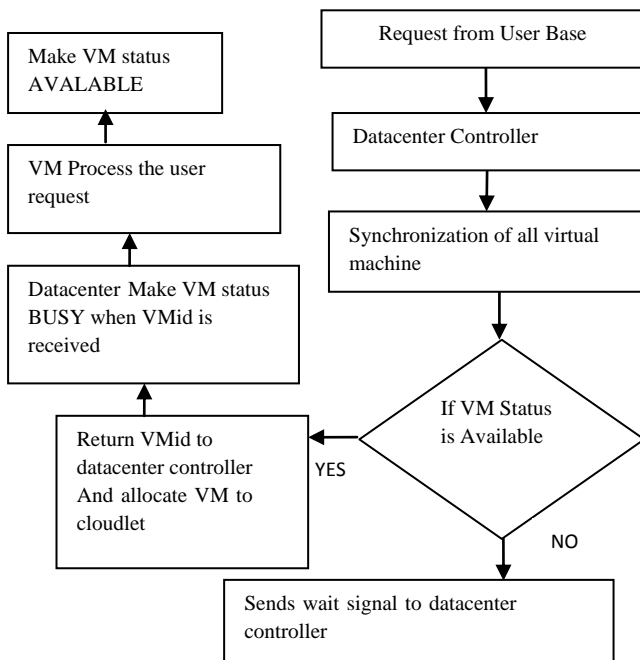 Request from User Base
Datacenter Controller
Synchronization of all virtual
machine
If VM Status
is Available
YES
Return VMid to
datacenter controller
And allocate VM to
cloudlet
Datacenter Make VM status
BUSY when VMid is
received
VM Process the user
request
Make VM status
AVALABLE
NO
Sends wait signal to datacenter
controller